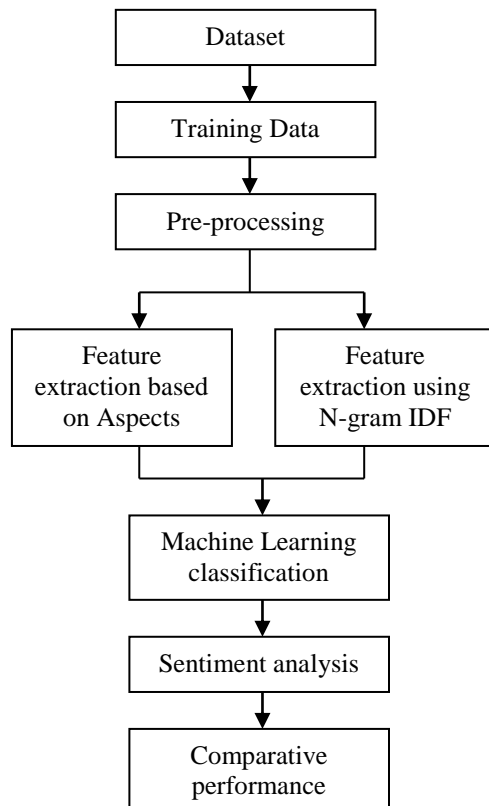 Dataset
Training Data
Pre-processing
Feature
extraction based
on Aspects
Feature
extraction using
N-gram IDF
Machine Learning
classification
Sentiment analysis
Comparative
performance